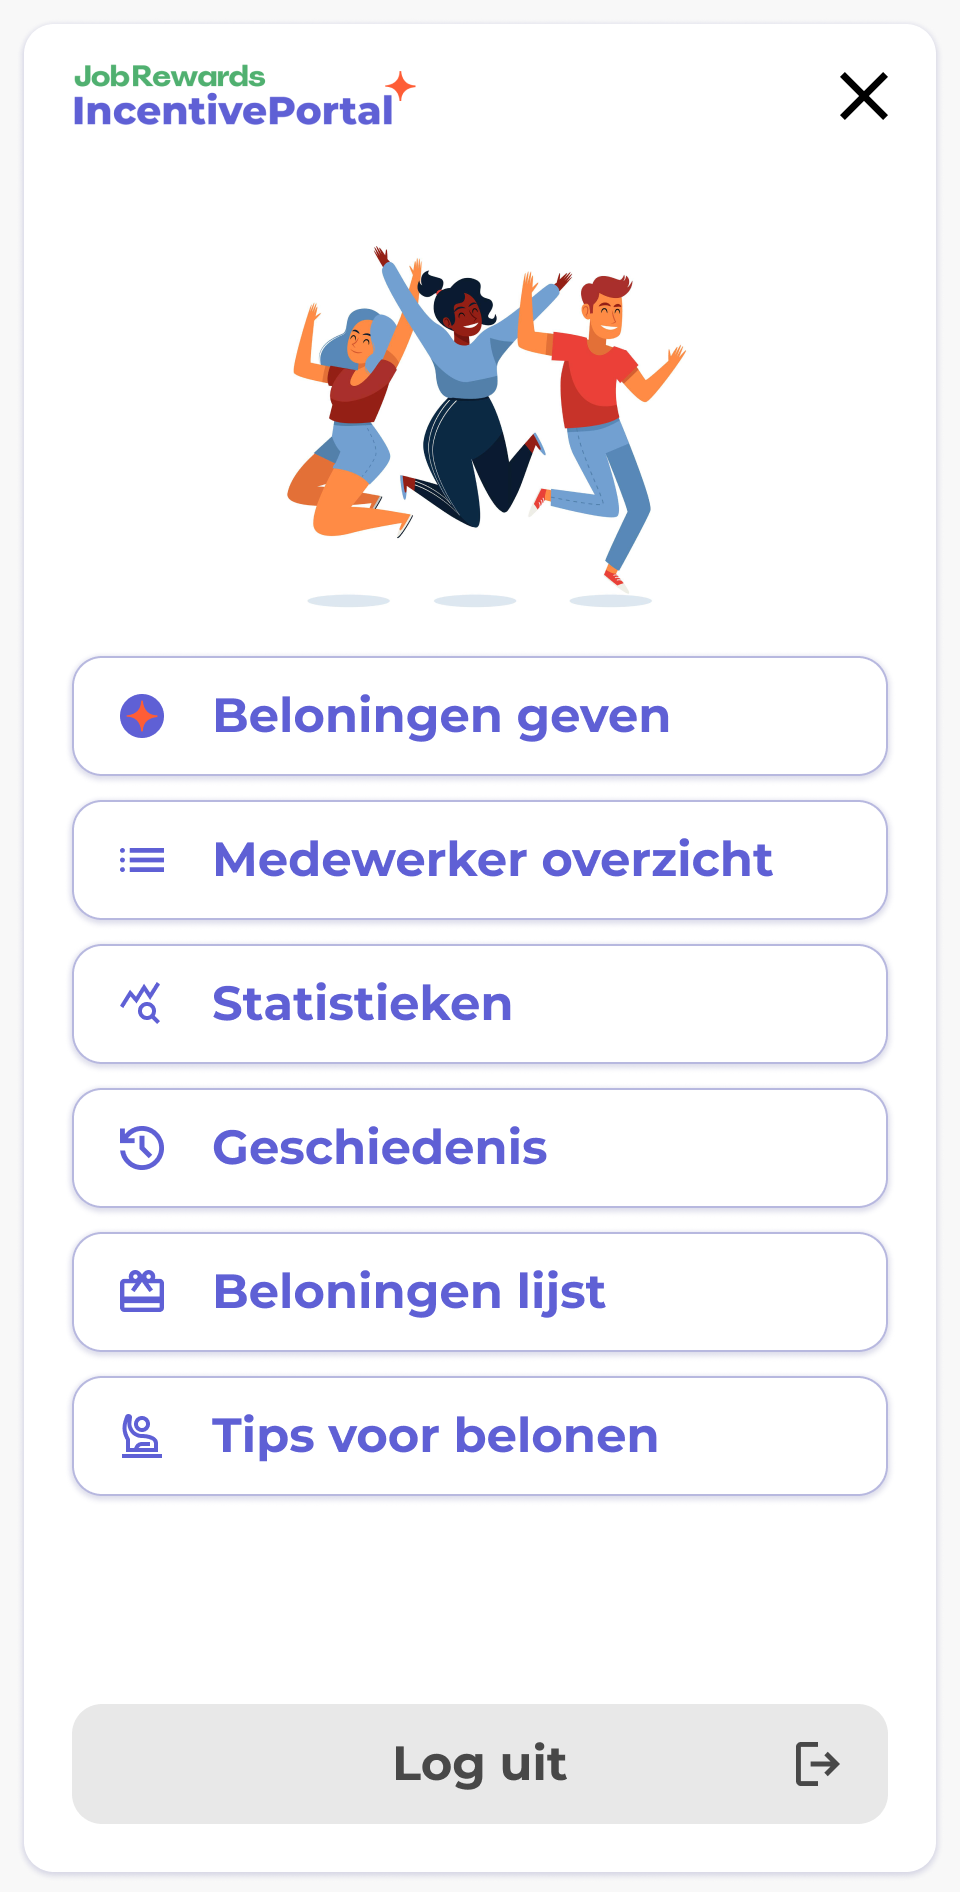 JobRewards
IncentivePortal
Beloningen geven
Medewerker overzicht
Statistieken
Geschiedenis
Beloningen lijst
Tips voor belonen
Log uit